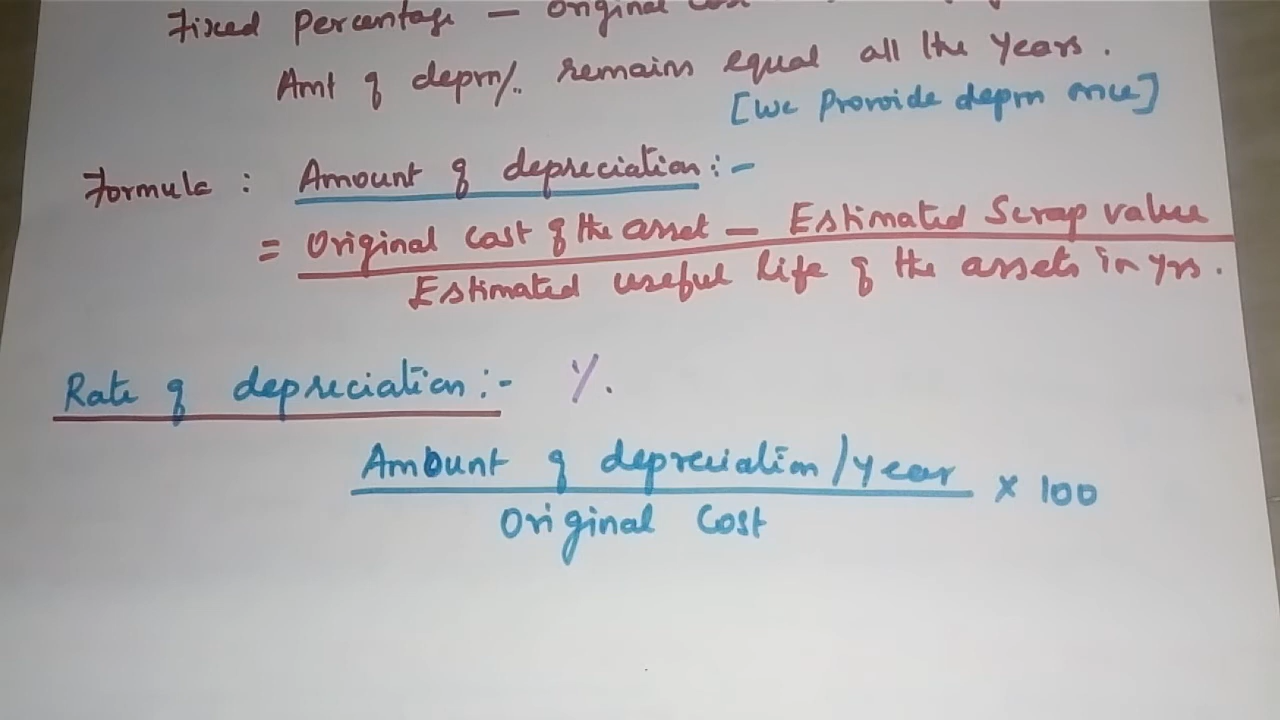 Fixed Percentage - Original Cost
Amt of deprn/. remains equal all the years.
[We Provide deprn once]
Formula : Amount of depreciation :-
= Original Cost of the asset - Estimated Scrap value
Estimated useful life of the assets in yrs.
Rate of depreciation :- %.
Amount of depreciation/year × 100
Original Cost